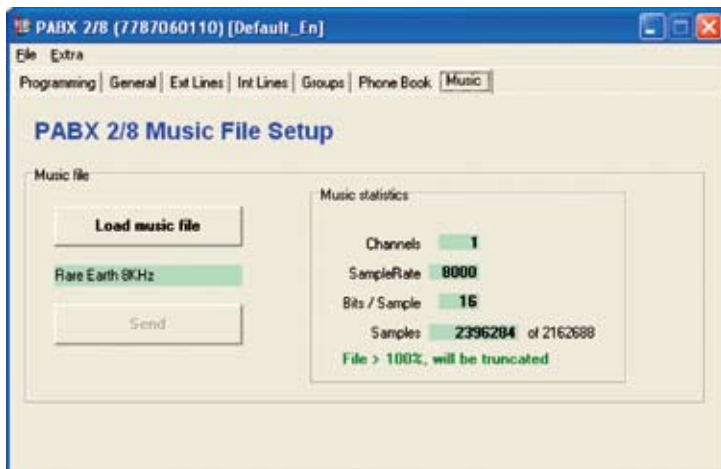 PABX 2/8 (7787060110) [Default_En]
File Extra
Programming General Ext Lines Int Lines Groups Phone Book Music
PABX 2/8 Music File Setup
Music file
Load music file
Rare Earth 8KHz
Send
Music statistics
Channels 1
SampleRate 8000
Bits / Sample 16
Samples 2396284 of 2162688
File > 100%, will be truncated